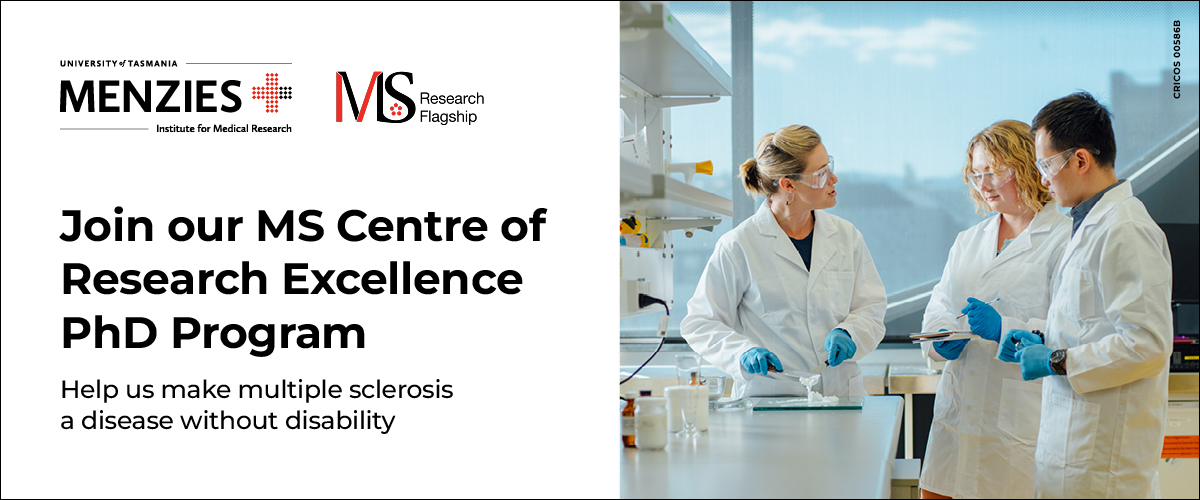 UNIVERSITY of TASMANIA
MENZIES
Institute for Medical Research
MS
Research
Flagship
Join our MS Centre of
Research Excellence
PhD Program
Help us make multiple sclerosis
a disease without disability
CRICOS 00586B